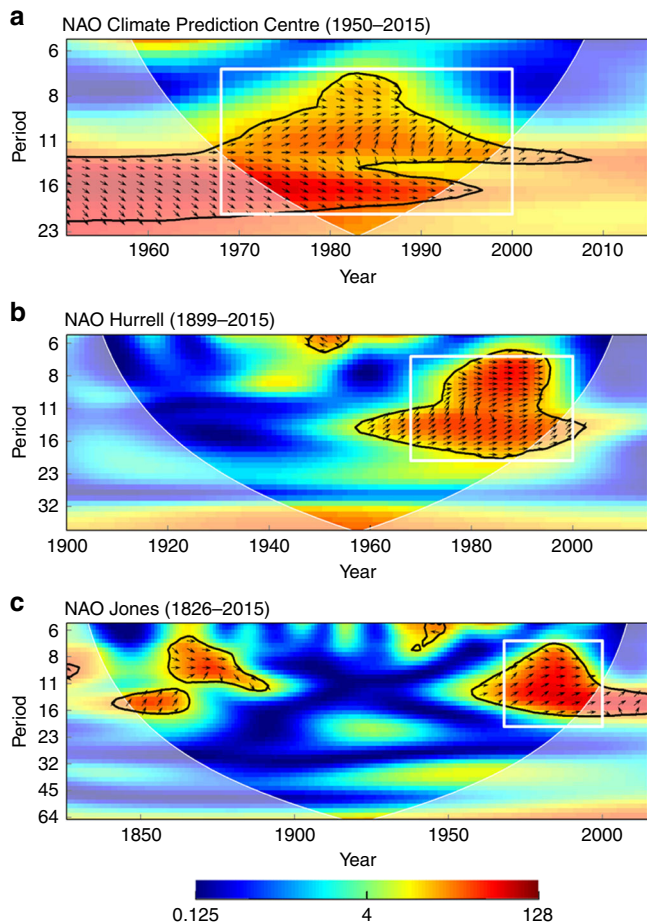 a
NAO Climate Prediction Centre (1950–2015)
6
8
11
16
23
Period
1960 1970 1980 1990 2000 2010
Year
b
NAO Hurrell (1899–2015)
6
8
11
16
23
32
Period
1900 1920 1940 1960 1980 2000
Year
c
NAO Jones (1826–2015)
6
8
11
16
23
32
45
64
Period
1850 1900 1950 2000
Year
0.125 4 128